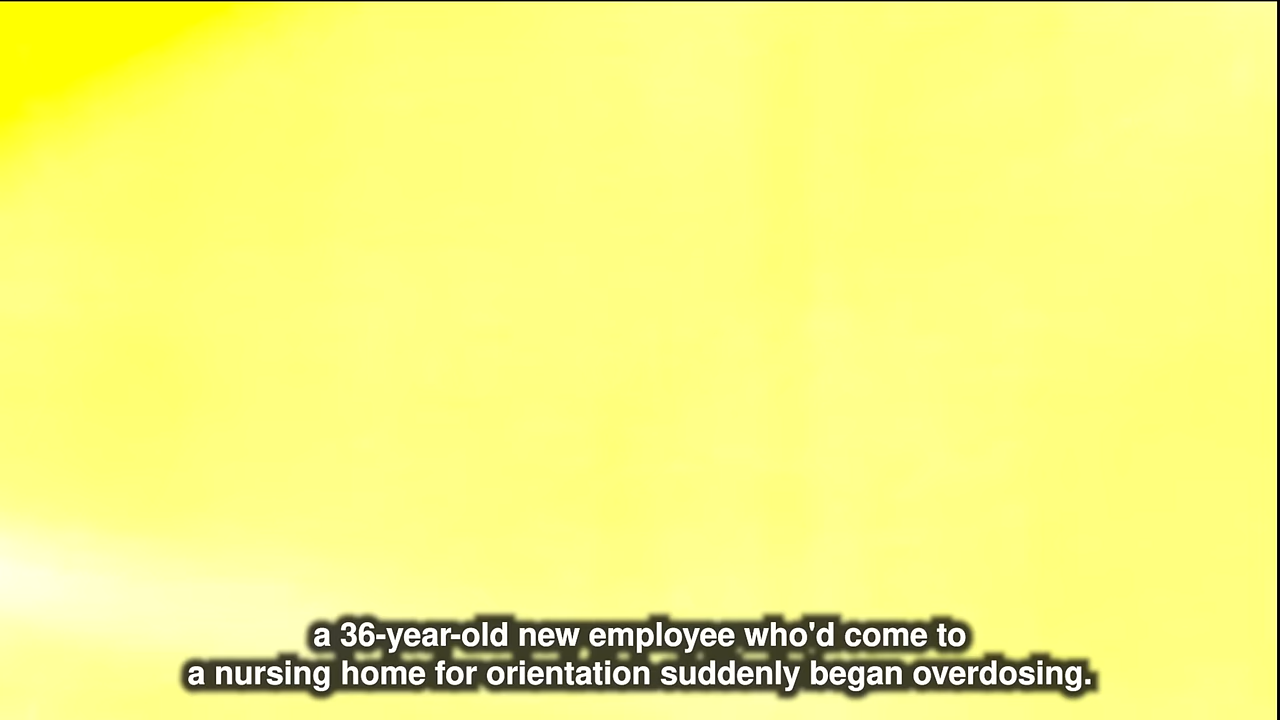 a 36-year-old new employee who'd come to
a nursing home for orientation suddenly began overdosing.